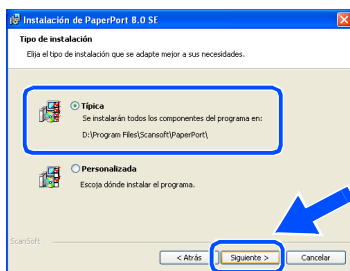 Instalación de PaperPort 8.0 SE
Tipo de instalación
Elija el tipo de instalación que se adapte mejor a sus necesidades.
Típica
Se instalarán todos los componentes del programa en:
D:\Program Files\Scansoft\PaperPort\
Personalizada
Escoja dónde instalar el programa.
ScanSoft
< Atrás
Siguiente >
Cancelar